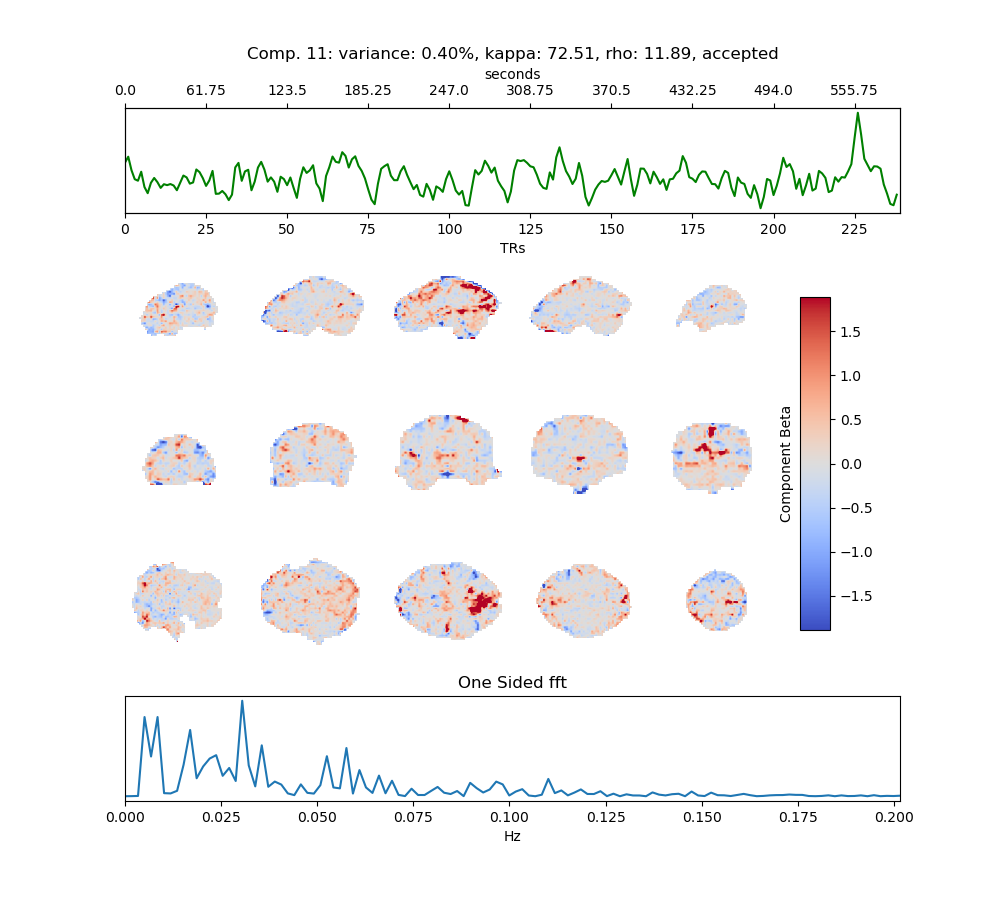 Comp. 11: variance: 0.40%, kappa: 72.51, rho: 11.89, accepted
seconds
0.0 61.75 123.5 185.25 247.0 308.75 370.5 432.25 494.0 555.75
0 25 50 75 100 125 150 175 200 225
TRs
1.5
1.0
0.5
0.0
−0.5
−1.0
−1.5
Component Beta
One Sided fft
0.000 0.025 0.050 0.075 0.100 0.125 0.150 0.175 0.200
Hz